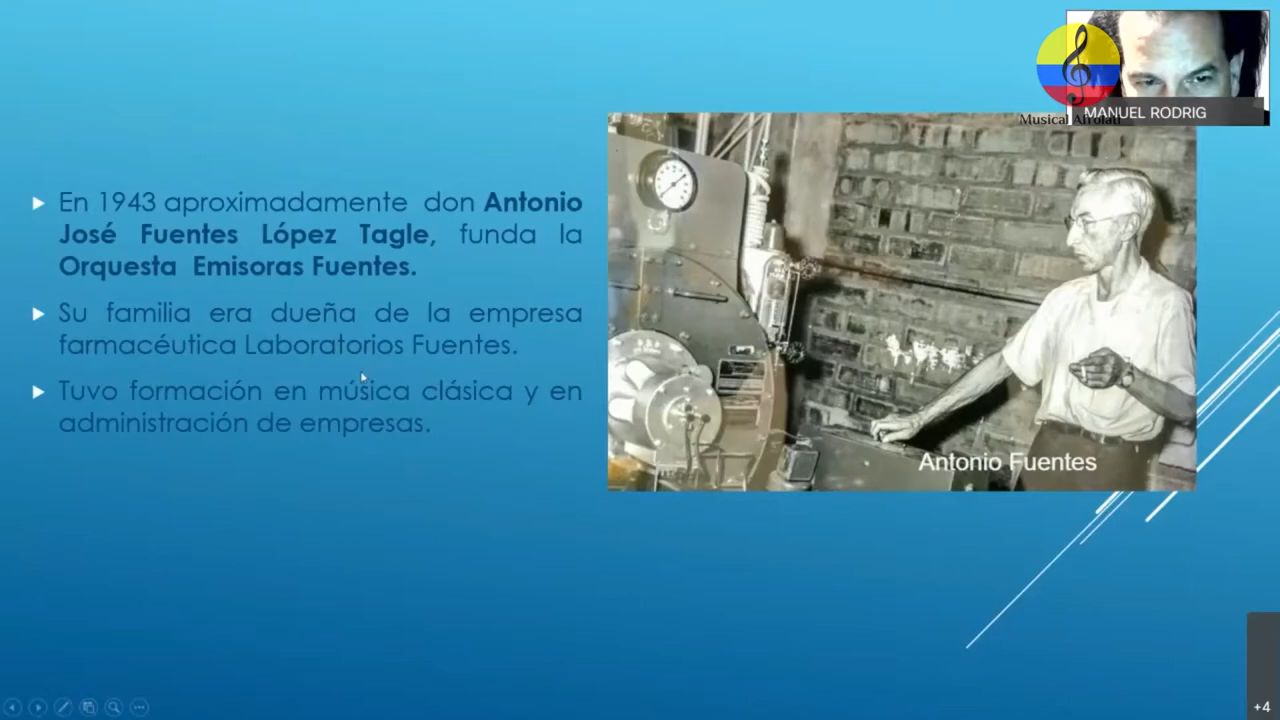 MANUEL RODRIG
Musical Afrolati
En 1943 aproximadamente don Antonio
José Fuentes López Tagle, funda la
Orquesta Emisoras Fuentes.
Su familia era dueña de la empresa
farmacéutica Laboratorios Fuentes.
Tuvo formación en música clásica y en
administración de empresas.
Antonio Fuentes
+4